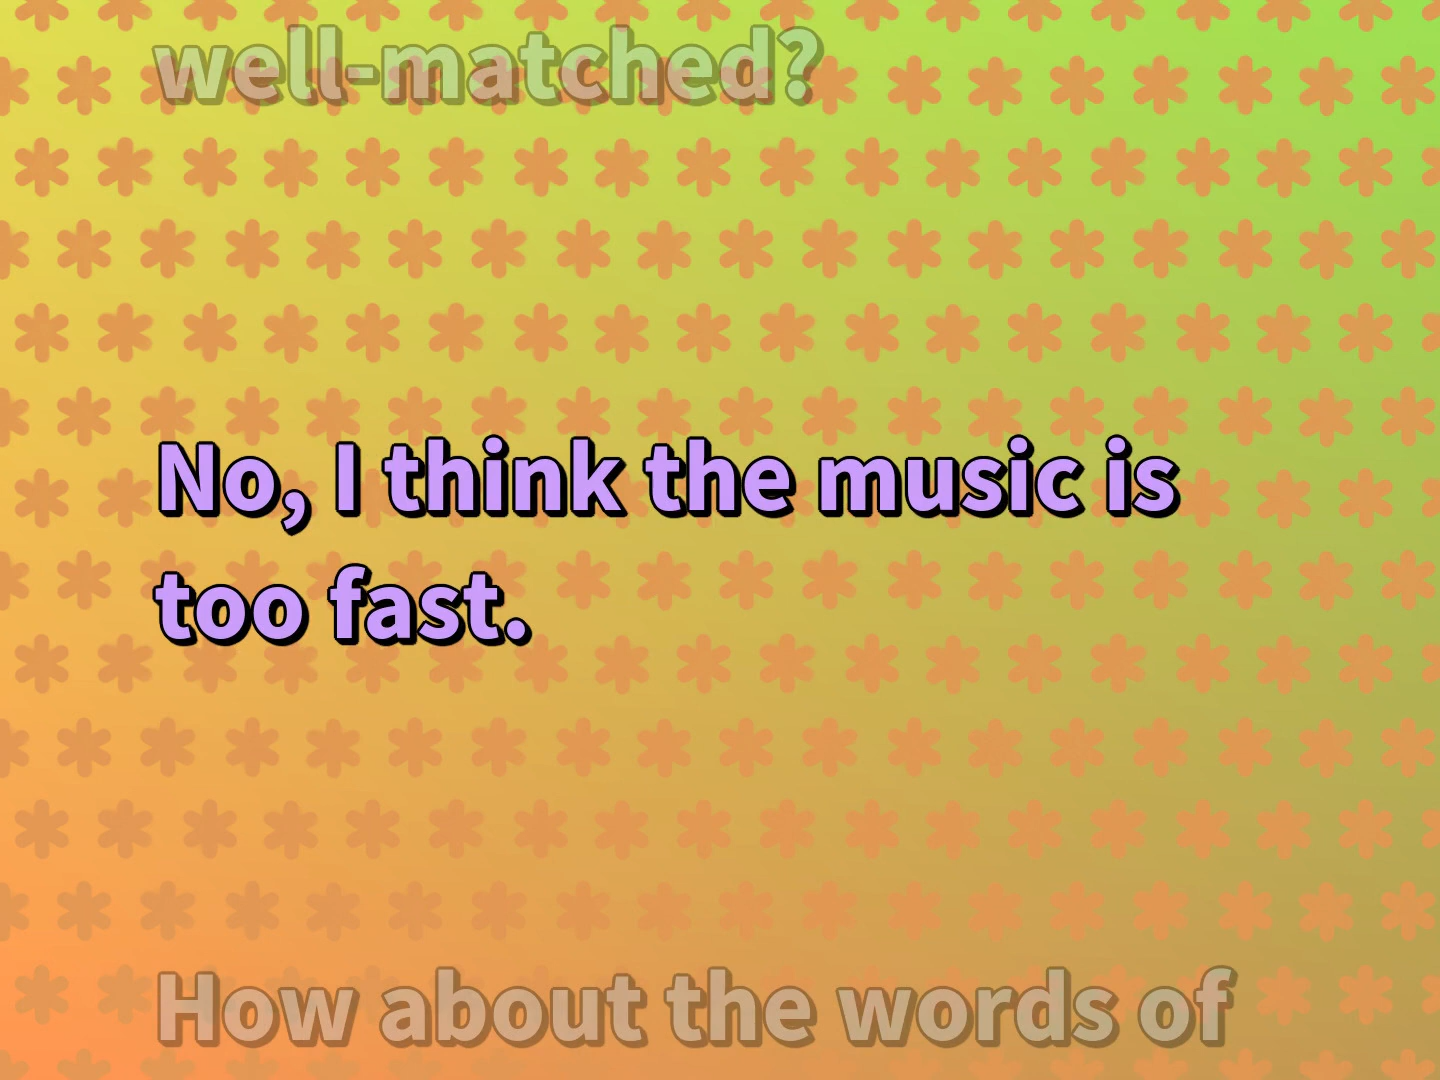 well-matched?
No, I think the music is
too fast.
How about the words of